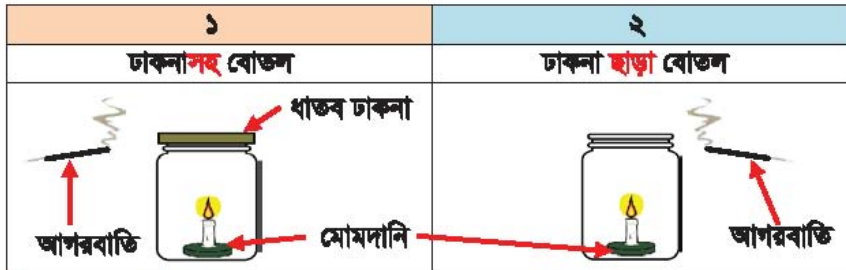 ১
২
ঢাকনাসহ বোতল
ঢাকনা ছাড়া বোতল
ধাতব ঢাকনা
আগরবাতি
মোমদানি
আগরবাতি